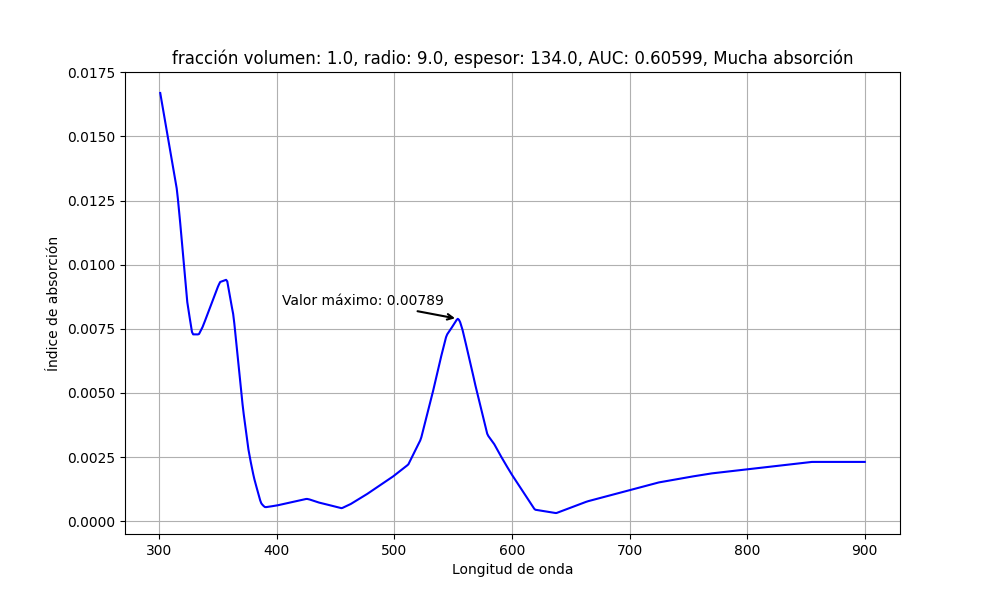 fracción volumen: 1.0, radio: 9.0, espesor: 134.0, AUC: 0.60599, Mucha absorción
0.0175
0.0150
0.0125
0.0100
0.0075
0.0050
0.0025
0.0000
Índice de absorción
Valor máximo: 0.00789
300 400 500 600 700 800 900
Longitud de onda